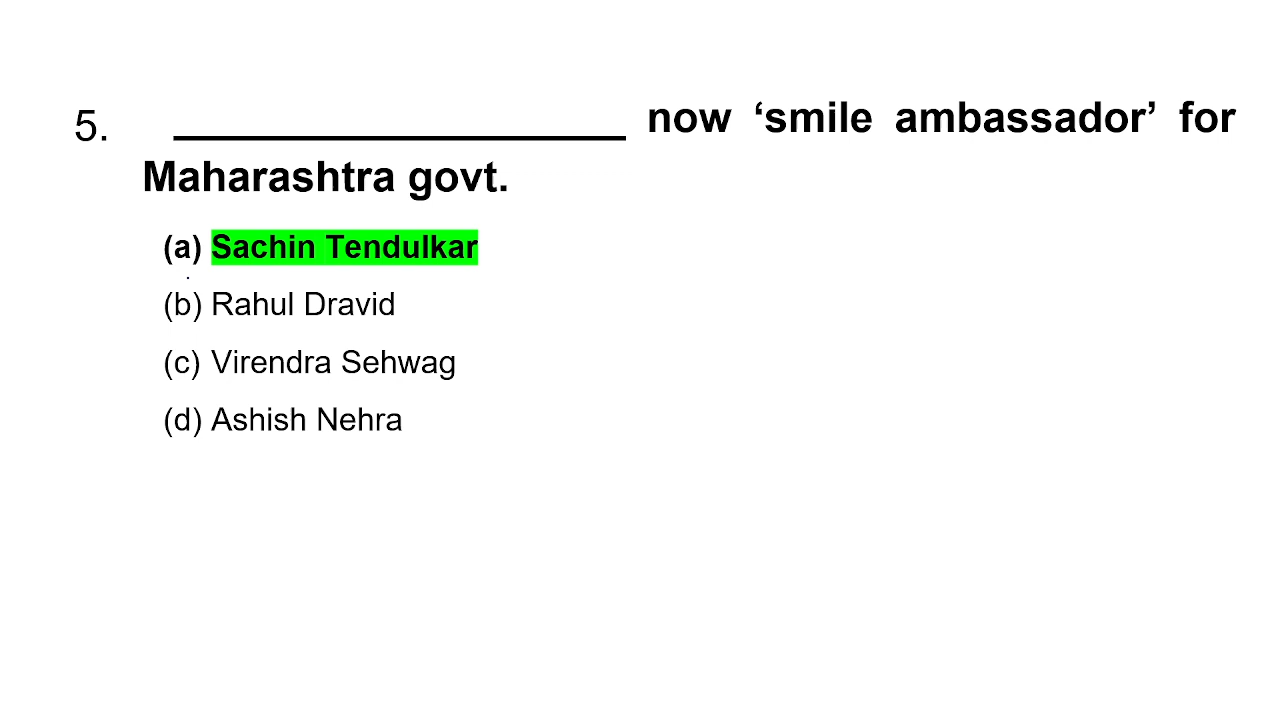 5. ____________________ now ‘smile ambassador’ for
Maharashtra govt.
(a) Sachin Tendulkar
(b) Rahul Dravid
(c) Virendra Sehwag
(d) Ashish Nehra